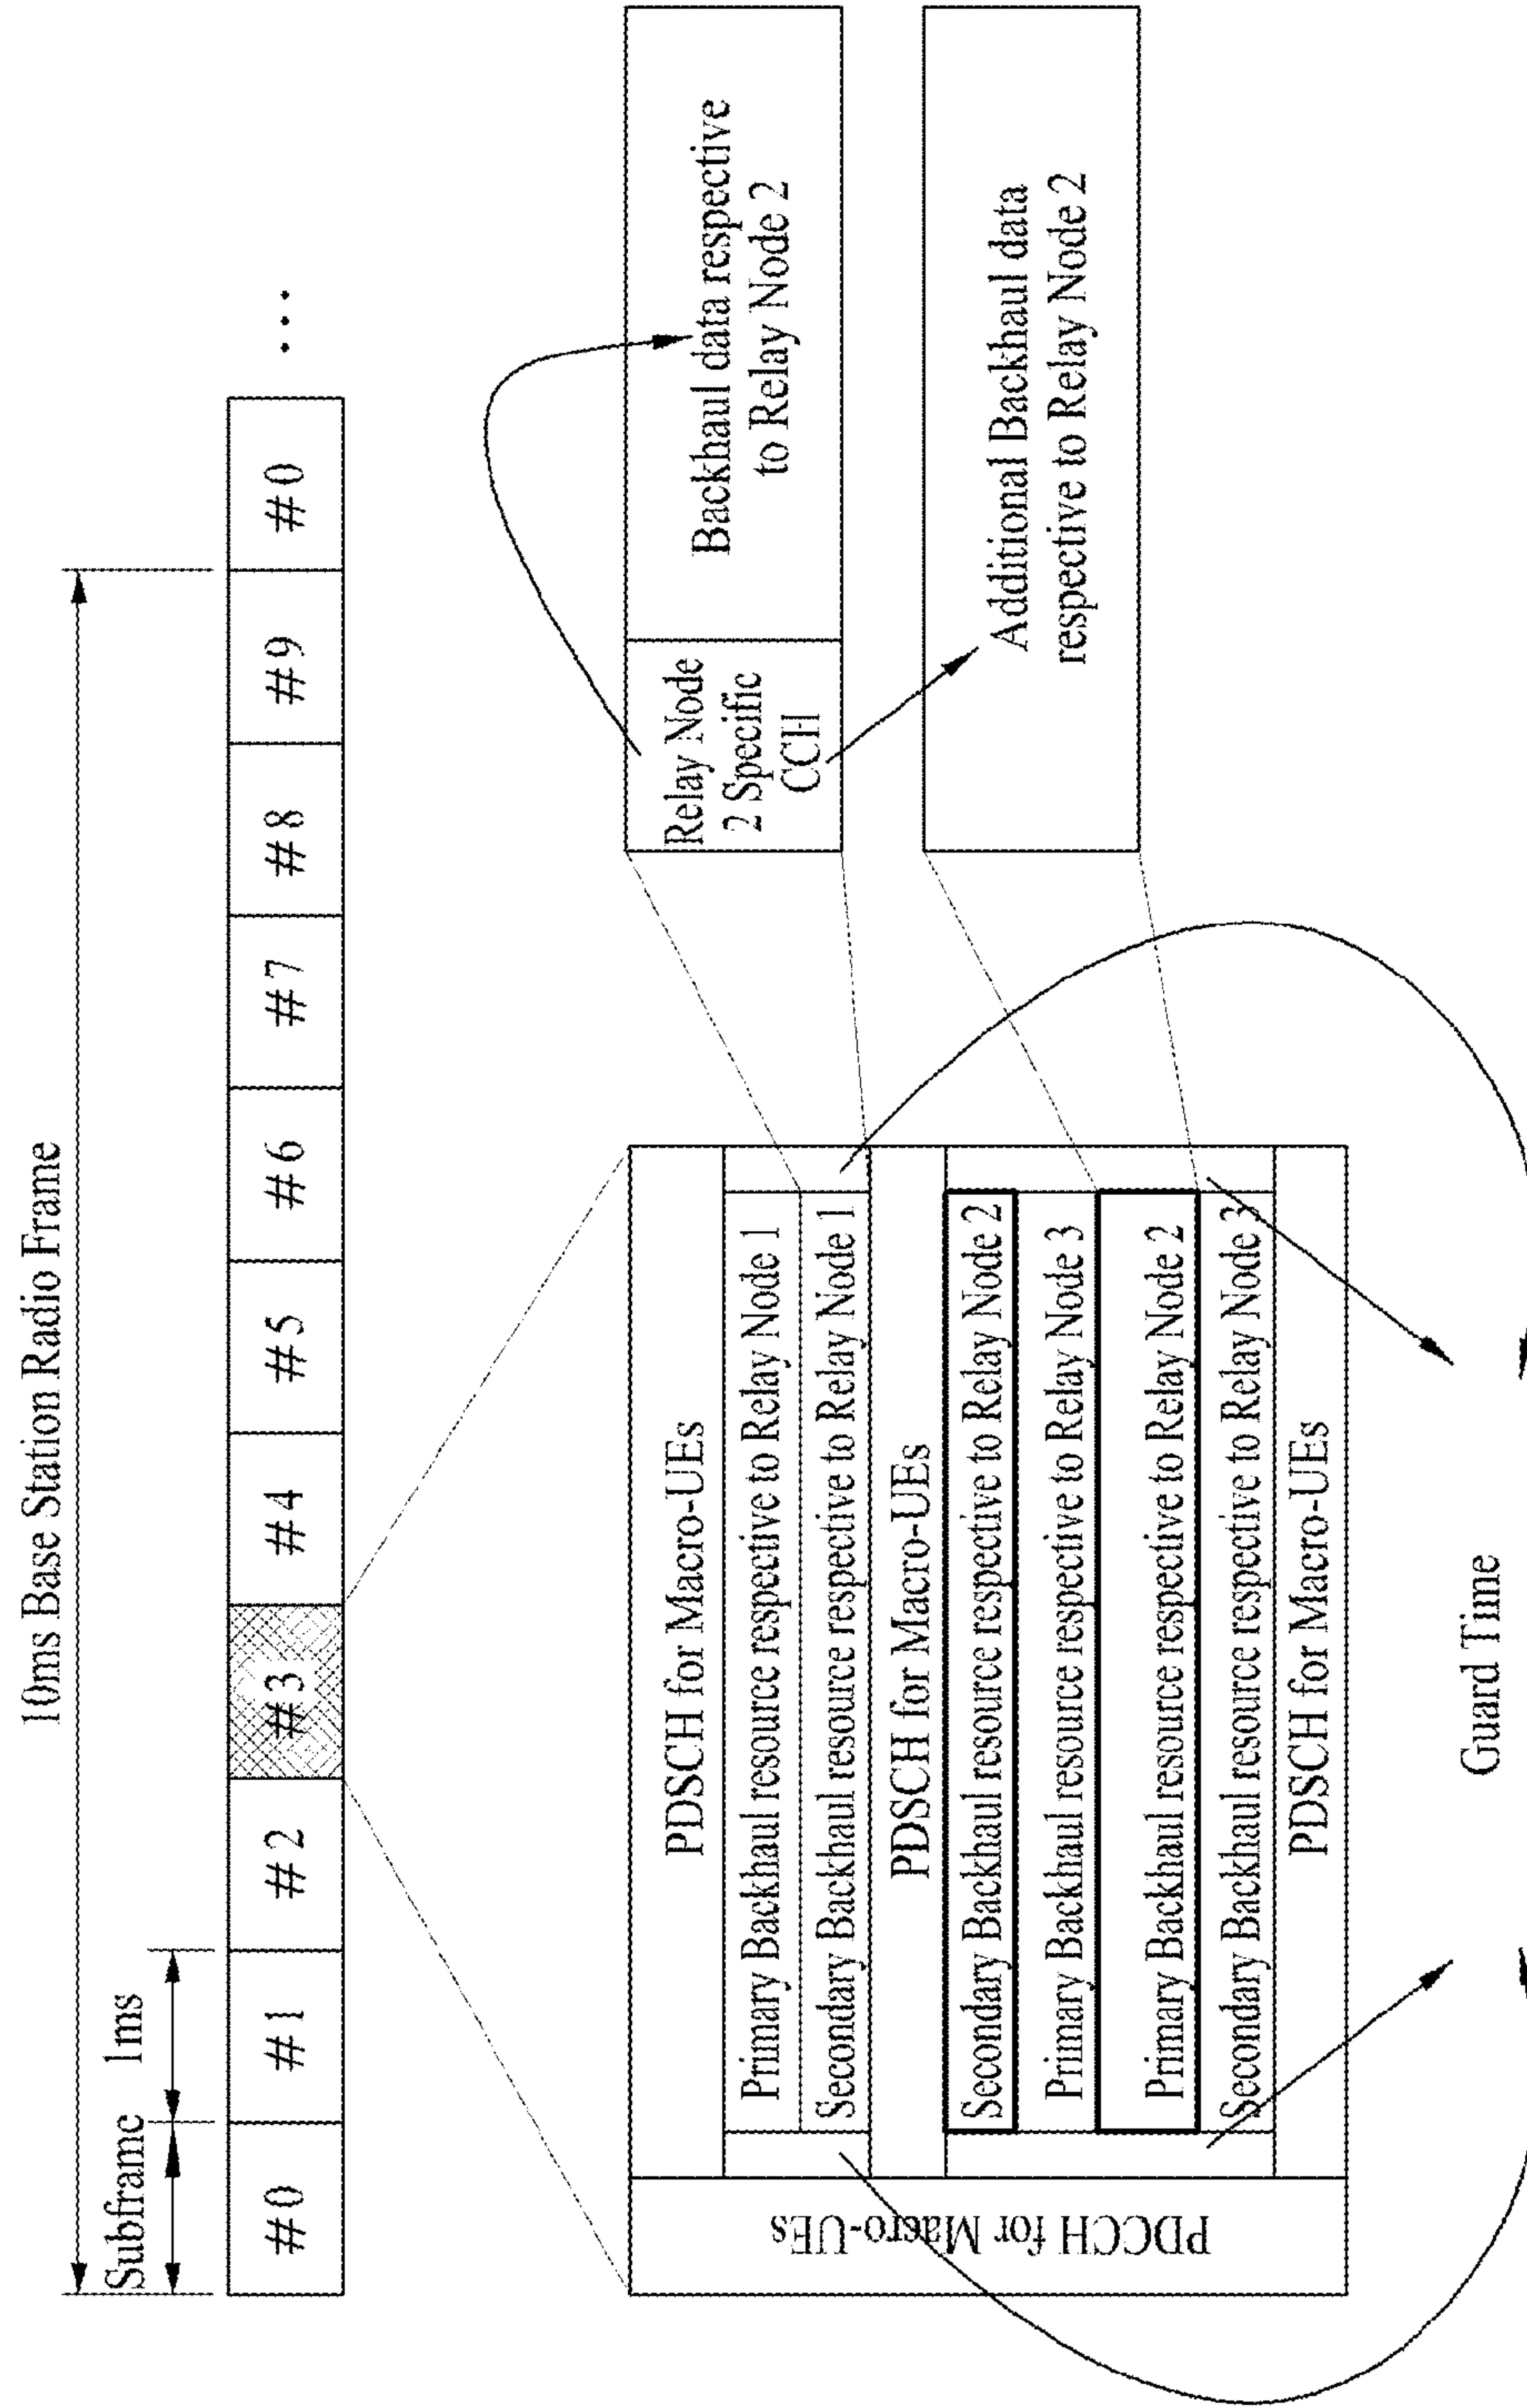 10ms Base Station Radio Frame
Subframe
1ms
#0
#1
#2
#3
#4
#5
#6
#7
#8
#9
#0
...
PDCCH for Macro-UEs
PDSCH for Macro-UEs
Primary Backhaul resource respective to Relay Node 1
Secondary Backhaul resource respective to Relay Node 1
PDSCH for Macro-UEs
Secondary Backhaul resource respective to Relay Node 2
Primary Backhaul resource respective to Relay Node 3
Primary Backhaul resource respective to Relay Node 2
Secondary Backhaul resource respective to Relay Node 3
PDSCH for Macro-UEs
Guard Time
Relay Node
2 Specific
CCH
Backhaul data respective
to Relay Node 2
Additional Backhaul data
respective to Relay Node 2